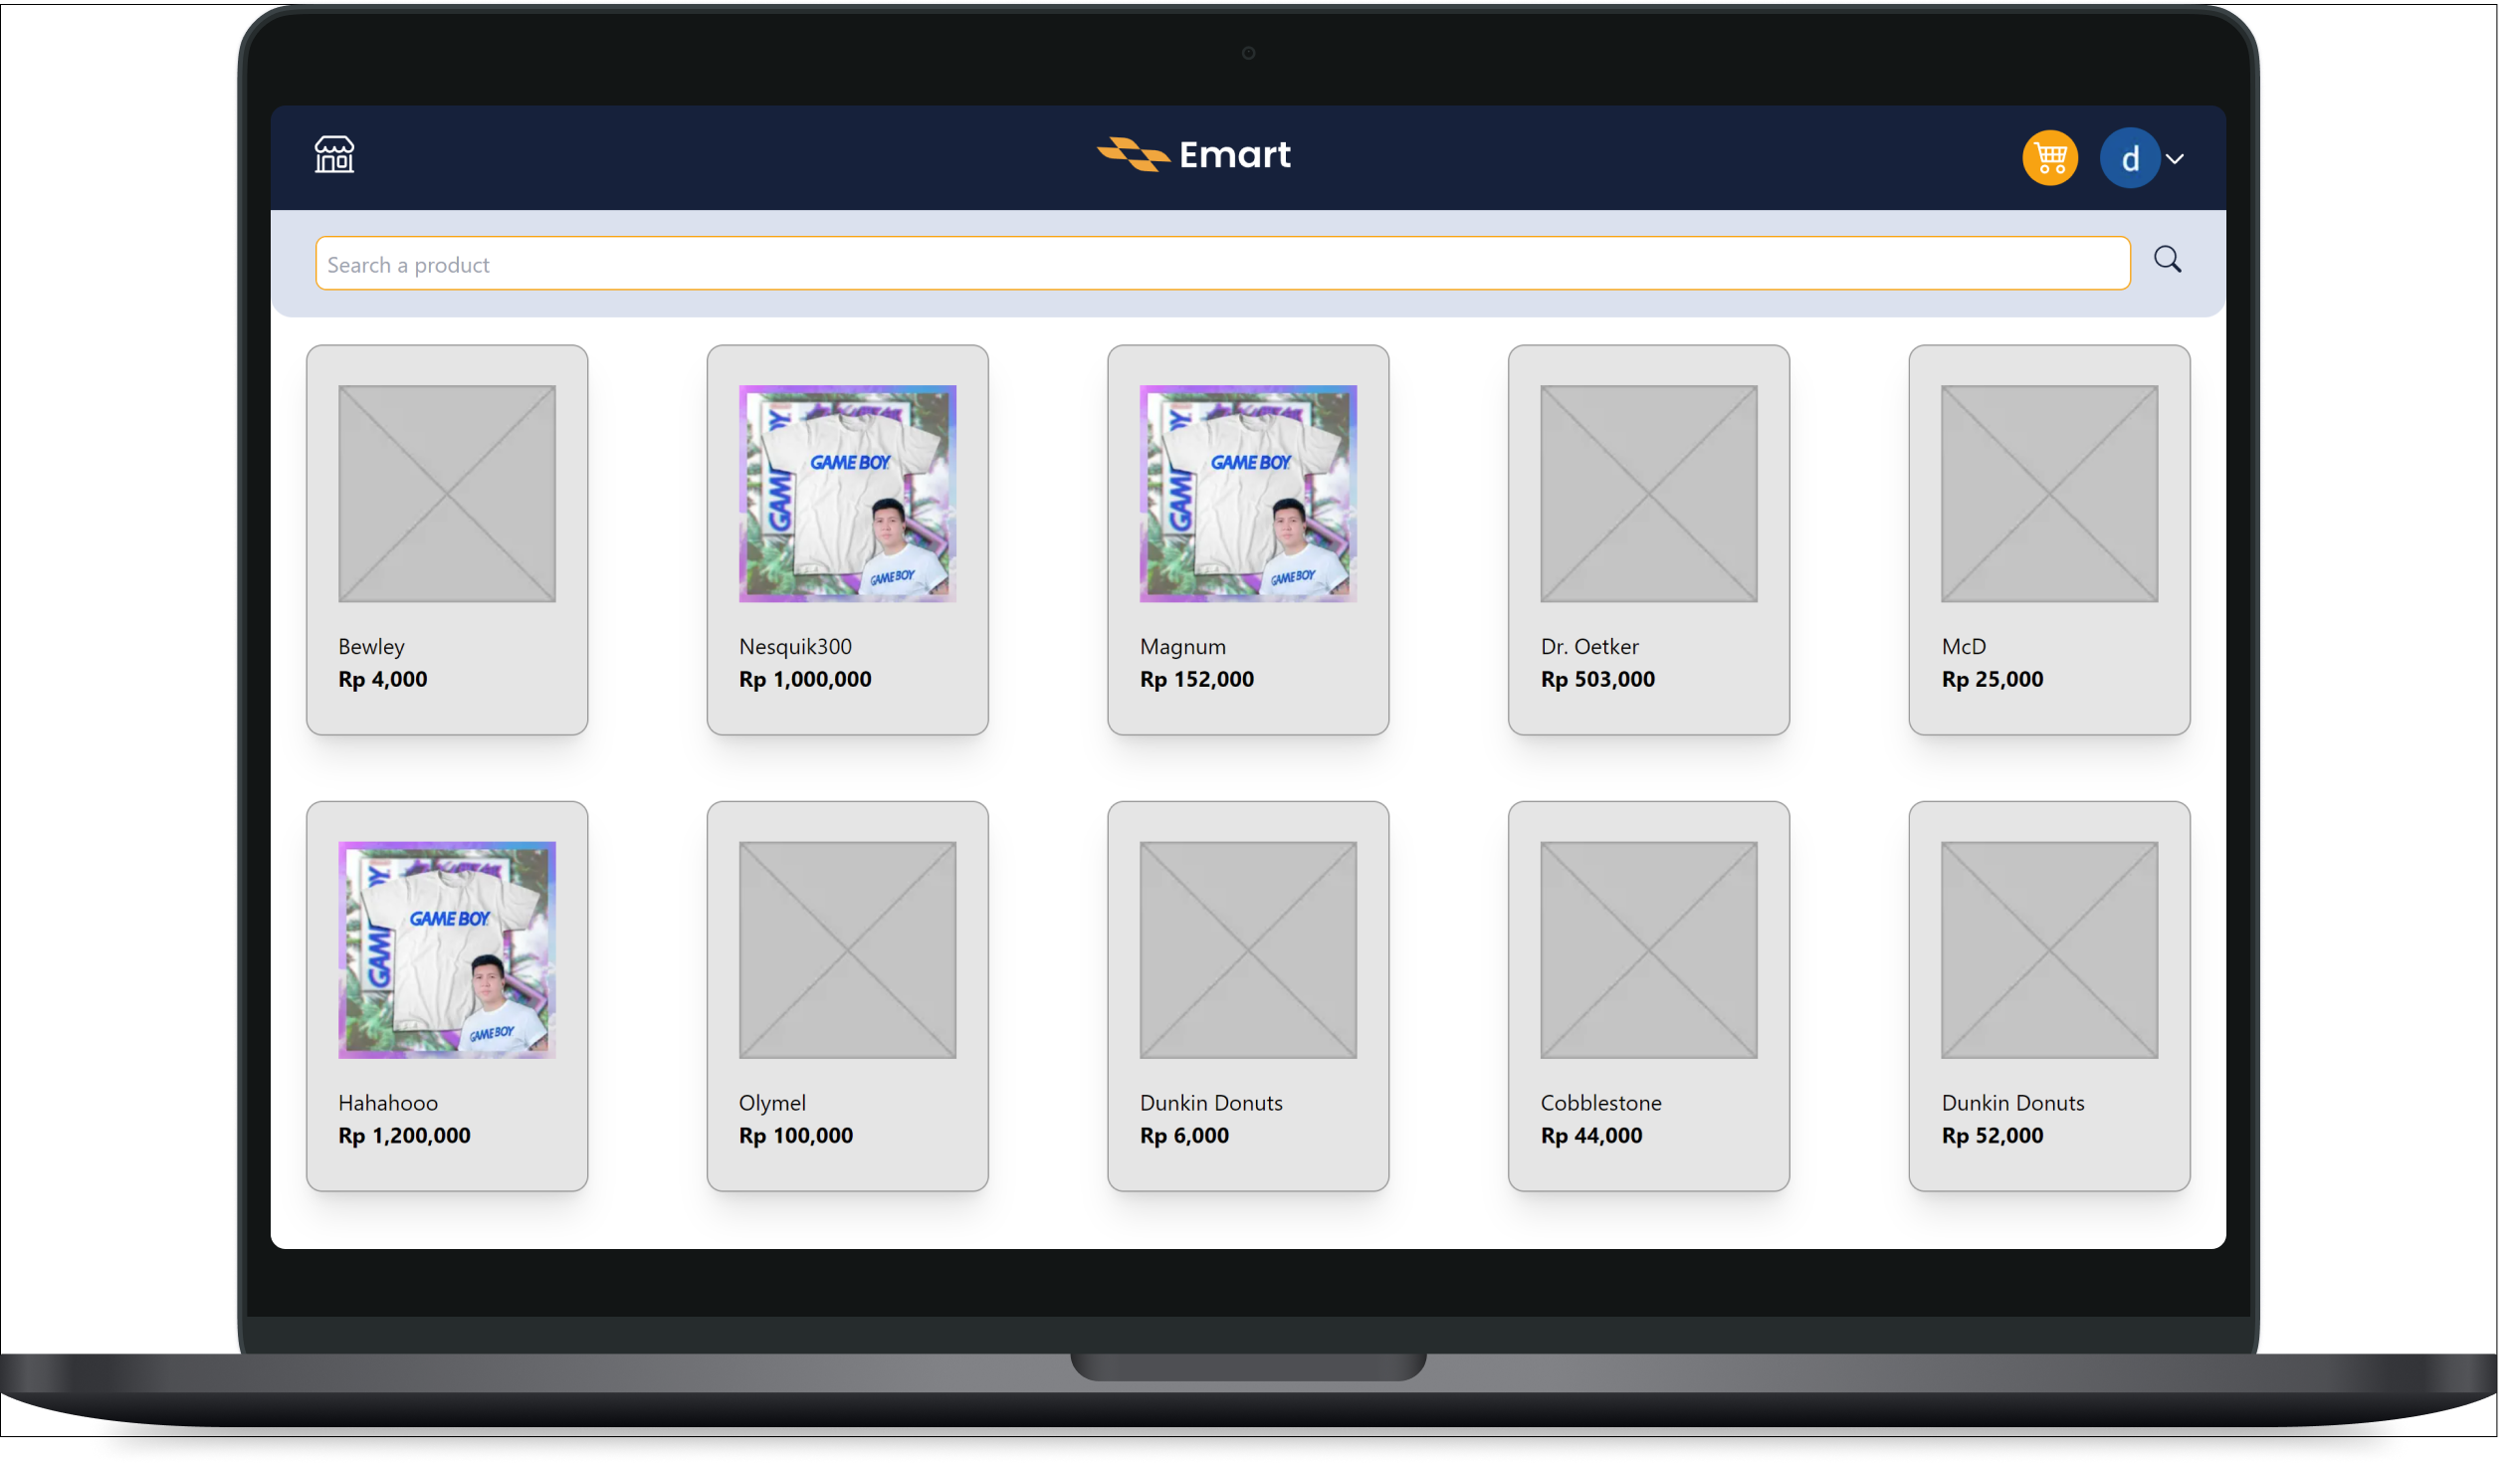 Emart
d
Search a product
GAME BOY
GAME BOY
GAME BOY
GAME BOY
Bewley
Nesquik300
Magnum
Dr. Oetker
McD
Rp 4,000
Rp 1,000,000
Rp 152,000
Rp 503,000
Rp 25,000
GAME BOY
GAME BOY
Hahahooo
Olymel
Dunkin Donuts
Cobblestone
Dunkin Donuts
Rp 1,200,000
Rp 100,000
Rp 6,000
Rp 44,000
Rp 52,000